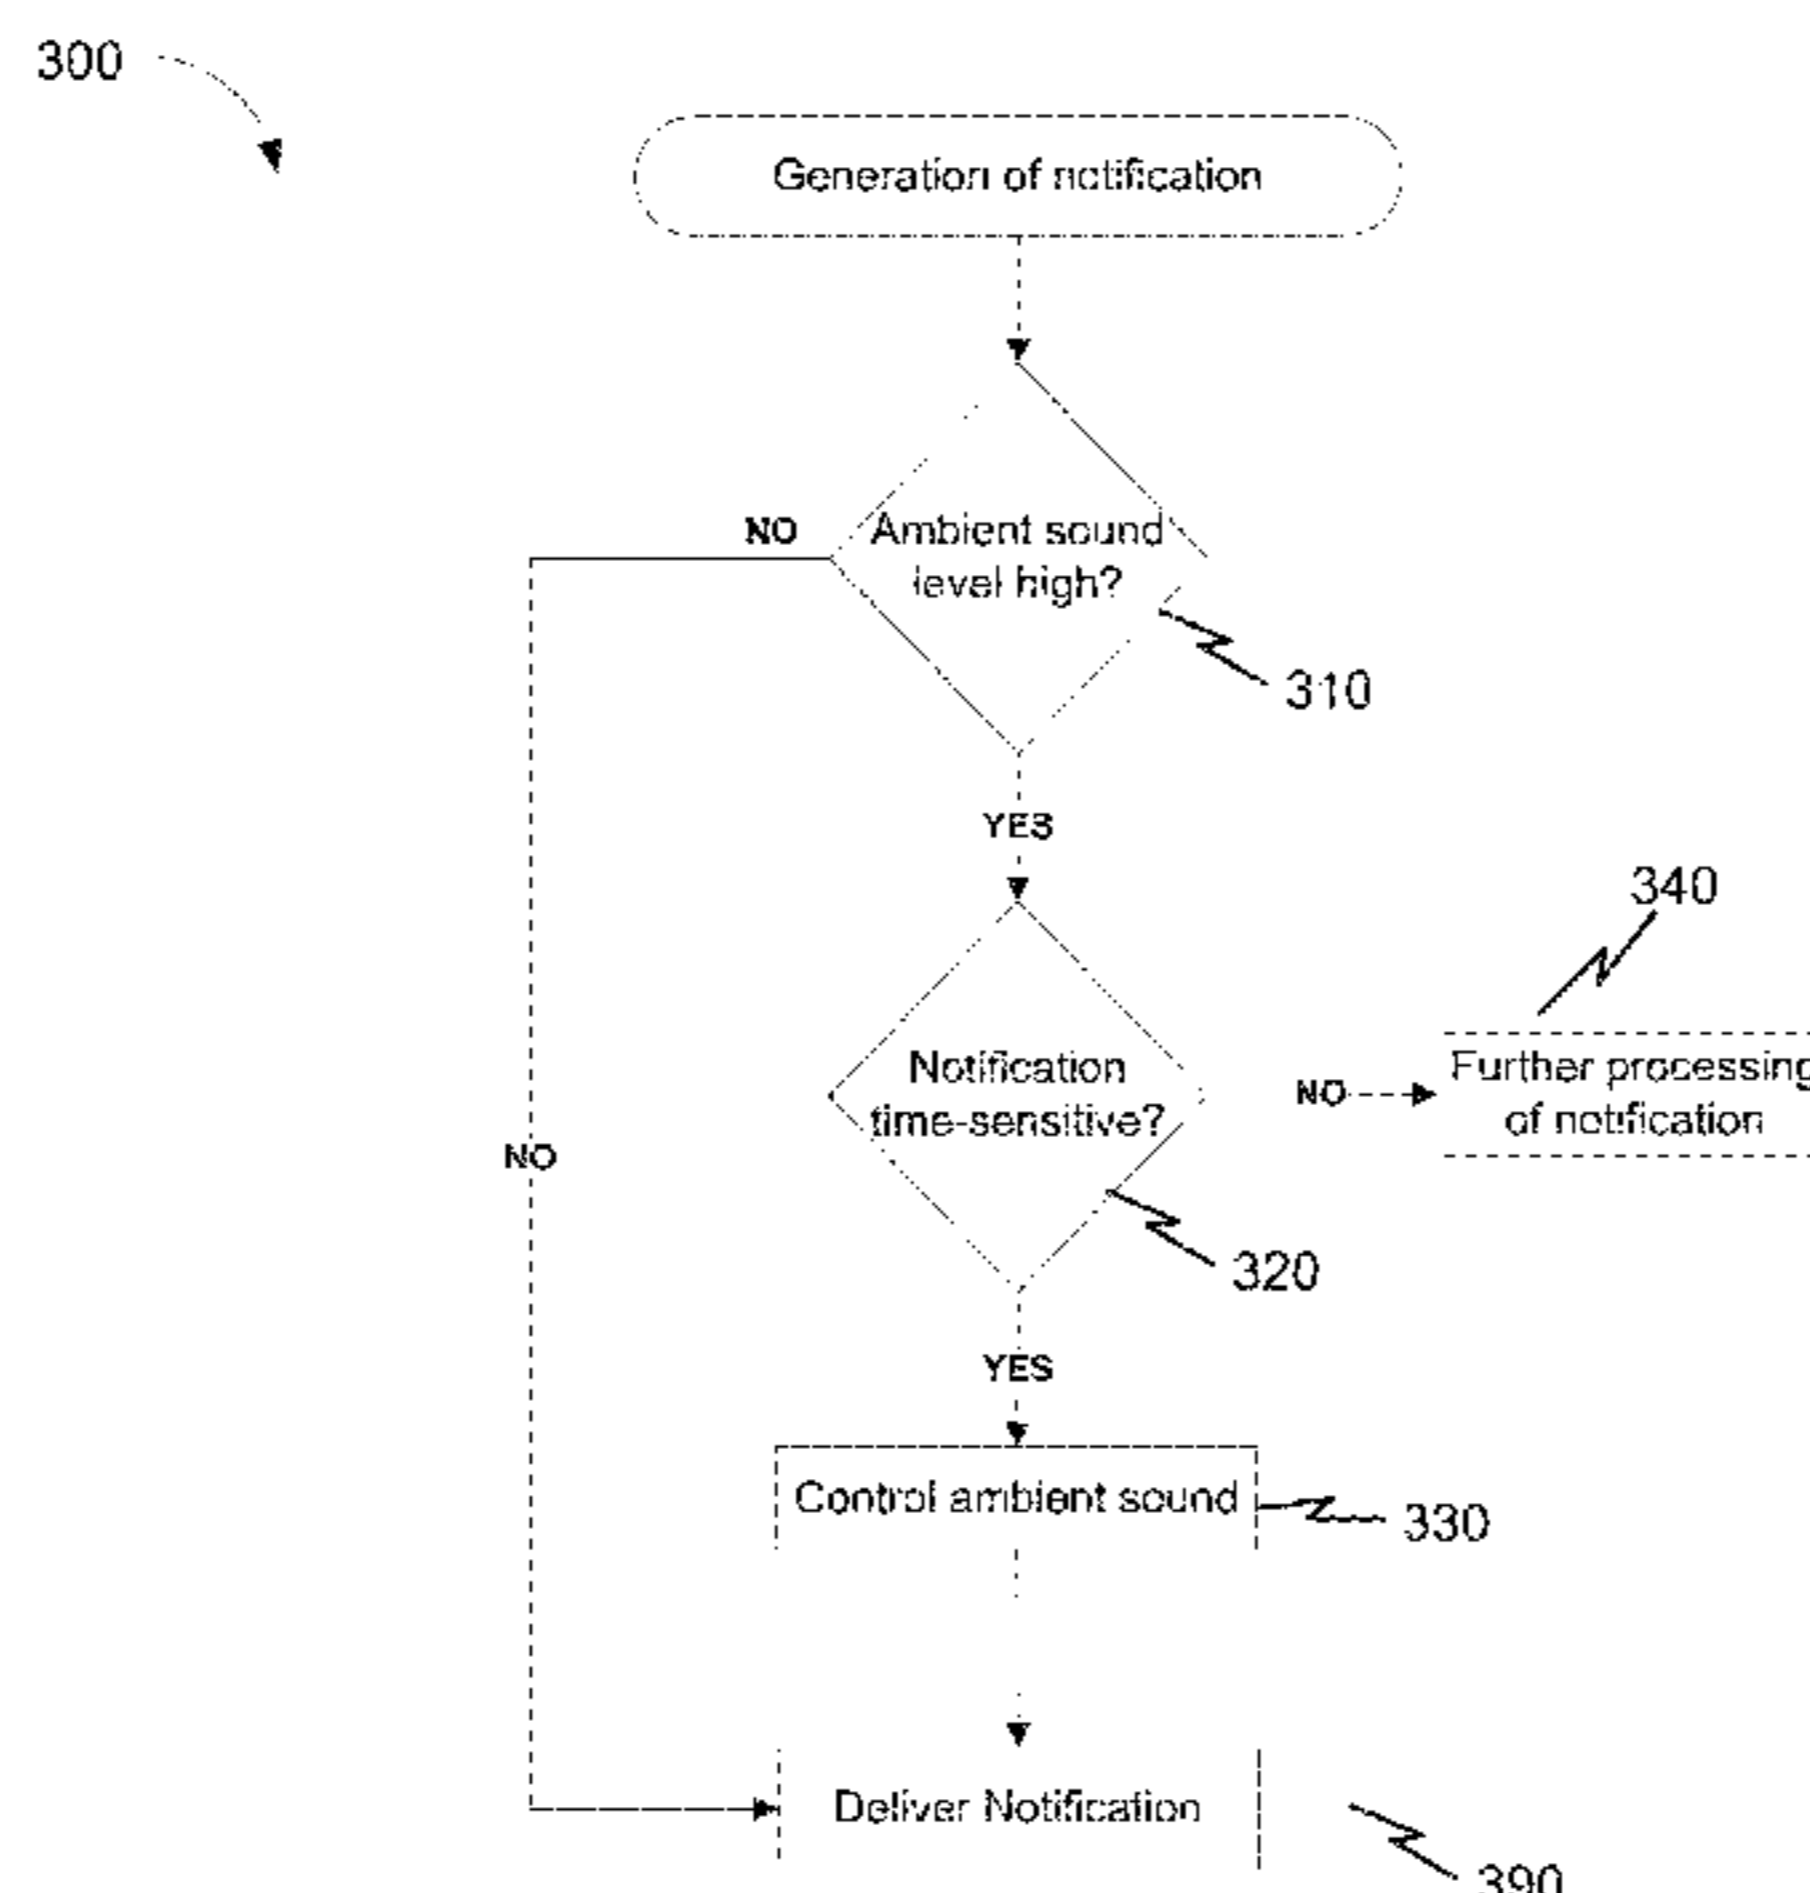 300
Generation of notification
NO
Ambient sound
level high?
310
YES
340
Notification
time-sensitive?
NO
Further processing
of notification
NO
320
YES
Control ambient sound
330
Deliver Notification
390